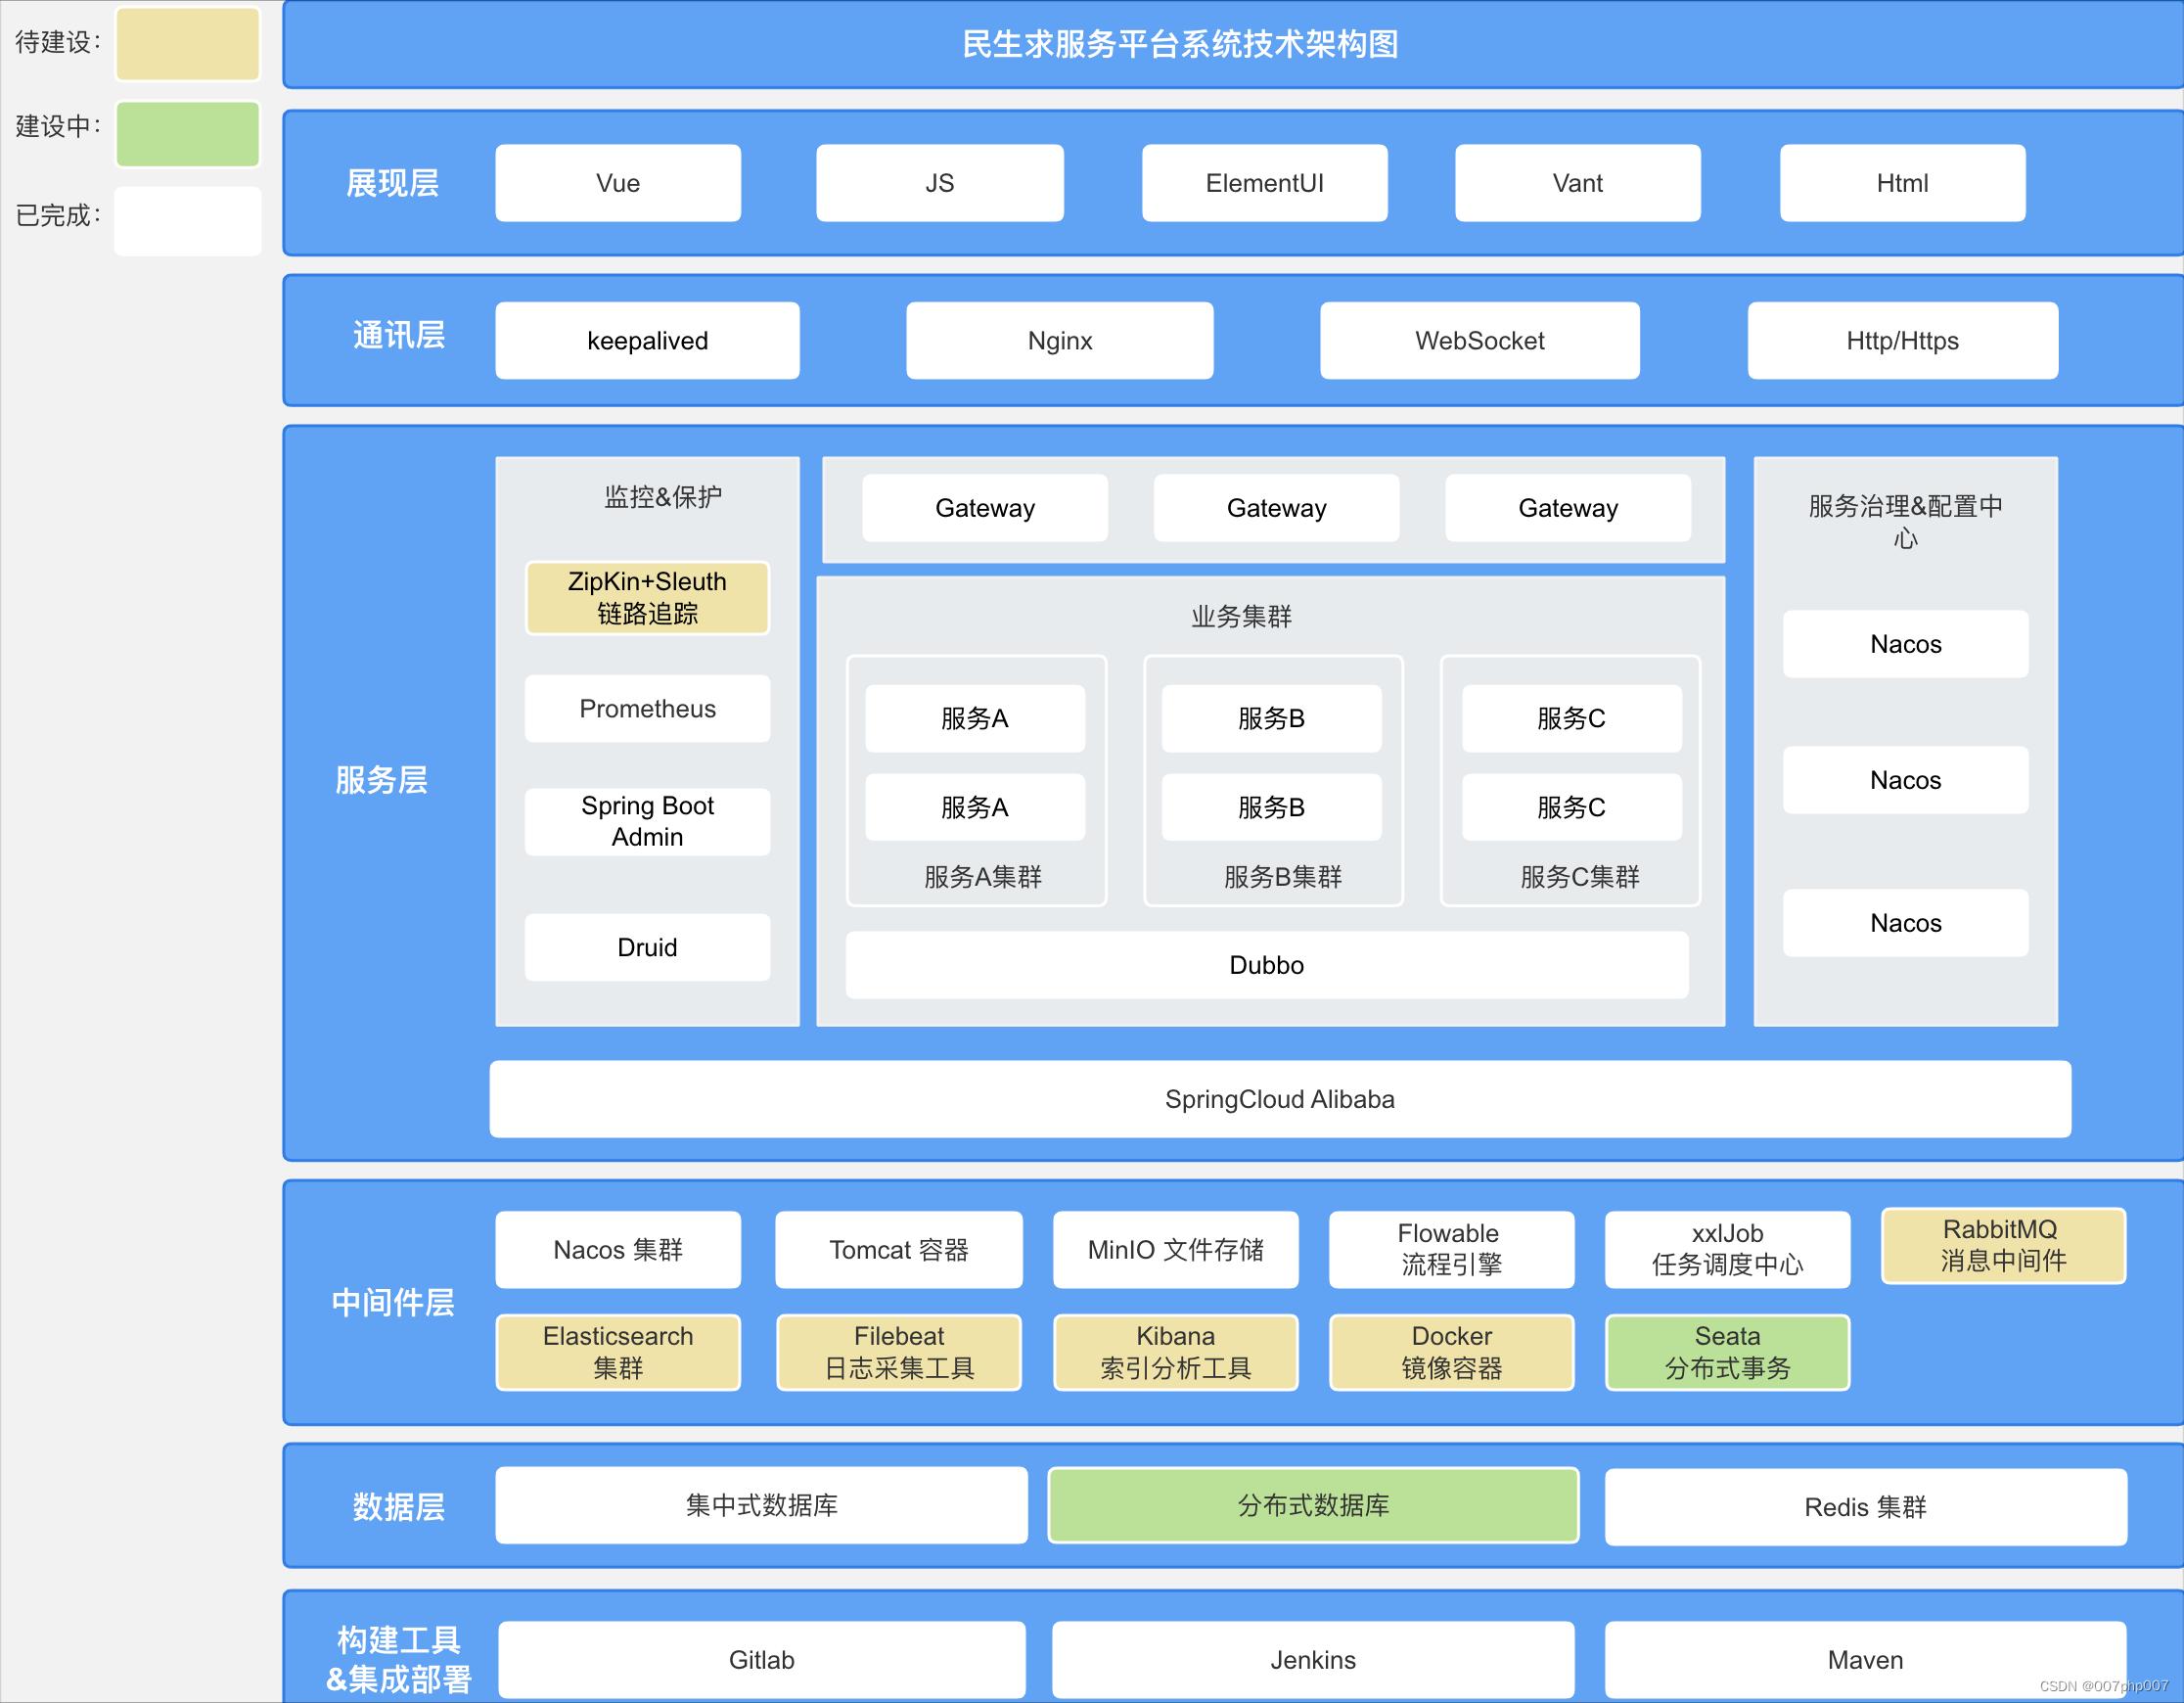 待建设：
建设中：
已完成：
民生求服务平台系统技术架构图
展现层
Vue
JS
ElementUI
Vant
Html
通讯层
keepalived
Nginx
WebSocket
Http/Https
服务层
监控&保护
ZipKin+Sleuth
链路追踪
Prometheus
Spring Boot
Admin
Druid
Gateway
Gateway
Gateway
业务集群
服务A
服务B
服务C
服务A
服务B
服务C
服务A集群
服务B集群
服务C集群
Dubbo
服务治理&配置中
心
Nacos
Nacos
Nacos
SpringCloud Alibaba
中间件层
Nacos 集群
Tomcat 容器
MinIO 文件存储
Flowable
流程引擎
xxlJob
任务调度中心
RabbitMQ
消息中间件
Elasticsearch
集群
Filebeat
日志采集工具
Kibana
索引分析工具
Docker
镜像容器
Seata
分布式事务
数据层
集中式数据库
分布式数据库
Redis 集群
构建工具
&集成部署
Gitlab
Jenkins
Maven
CSDN @007php007